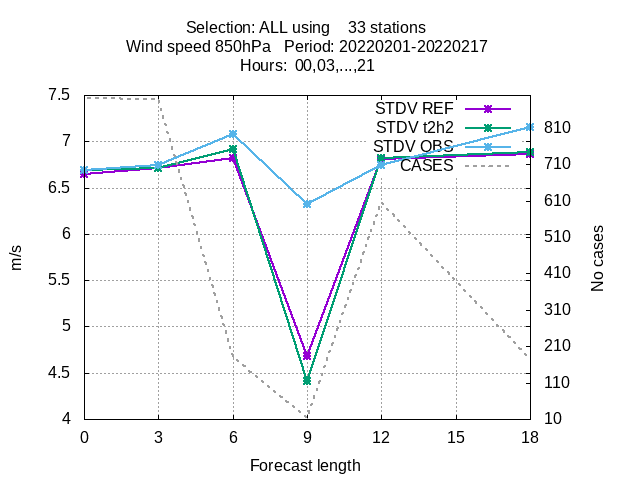 Selection: ALL using 33 stations
Wind speed 850hPa Period: 20220201-20220217
Hours: 00,03,...,21
STDV REF
STDV t2h2
STDV OBS
CASES
7.5
7
6.5
6
5.5
5
4.5
4
m/s
810
710
610
510
410
310
210
110
10
No cases
0 3 6 9 12 15 18
Forecast length